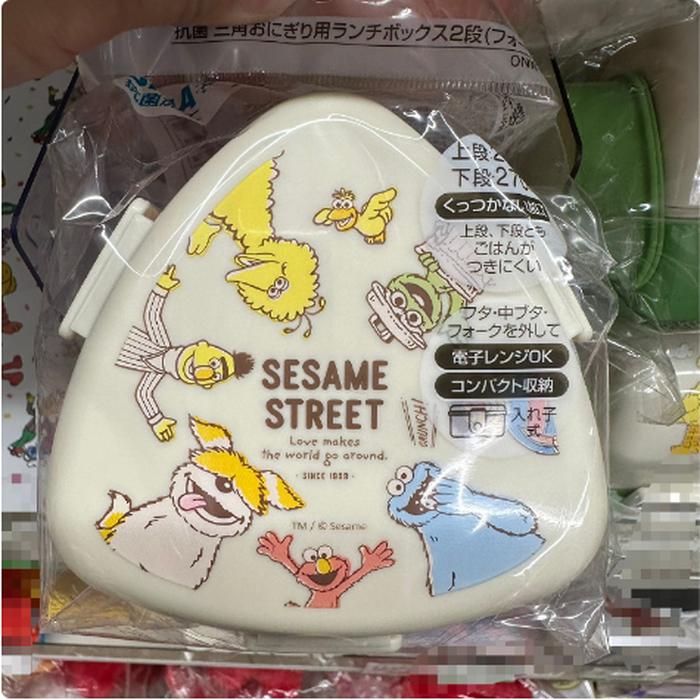 抗菌 三角おにぎり用ランチボックス2段(フォー
上段:2
下段:27
くっつかない加工
上段、下段とも
ごはんが
つきにくい
フタ・中ブタ・
フォークを外して
電子レンジOK
コンパクト収納
入れ子
式
SESAME
STREET
Love makes
the world go around.
· SINCE 1969 ·
CRUNCH!
TM / © Sesame